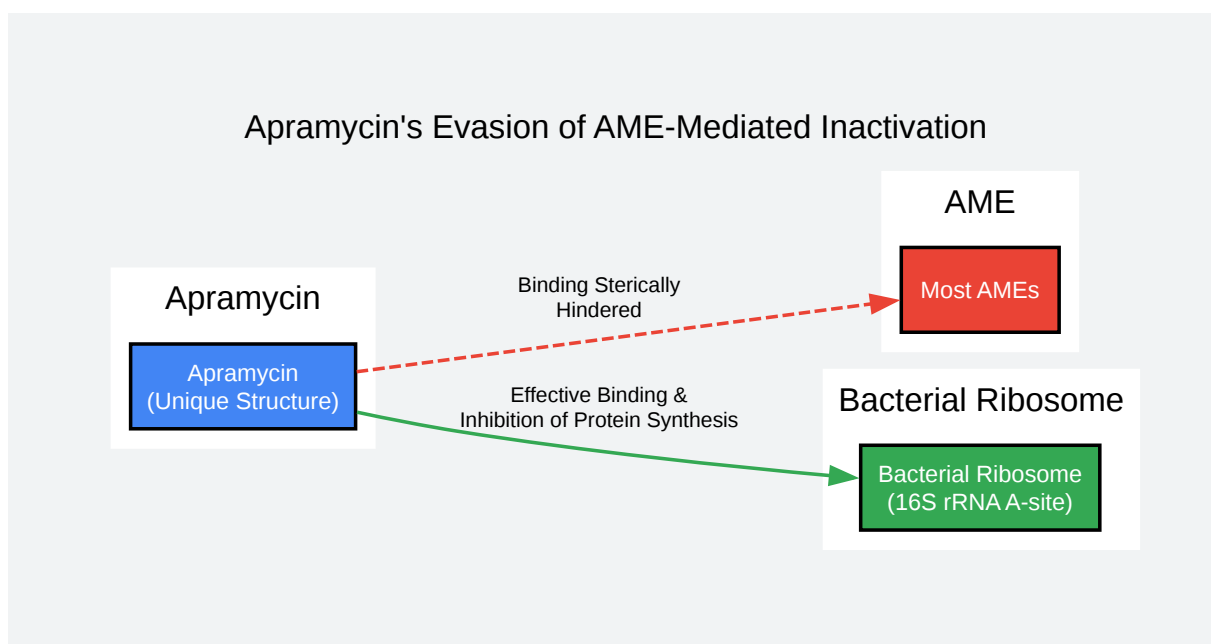 Apramycin's Evasion of AME-Mediated Inactivation
AME
Most AMEs
Binding Sterically
Hindered
Apramycin
Apramycin
(Unique Structure)
Effective Binding &
Inhibition of Protein Synthesis
Bacterial Ribosome
Bacterial Ribosome
(16S rRNA A-site)